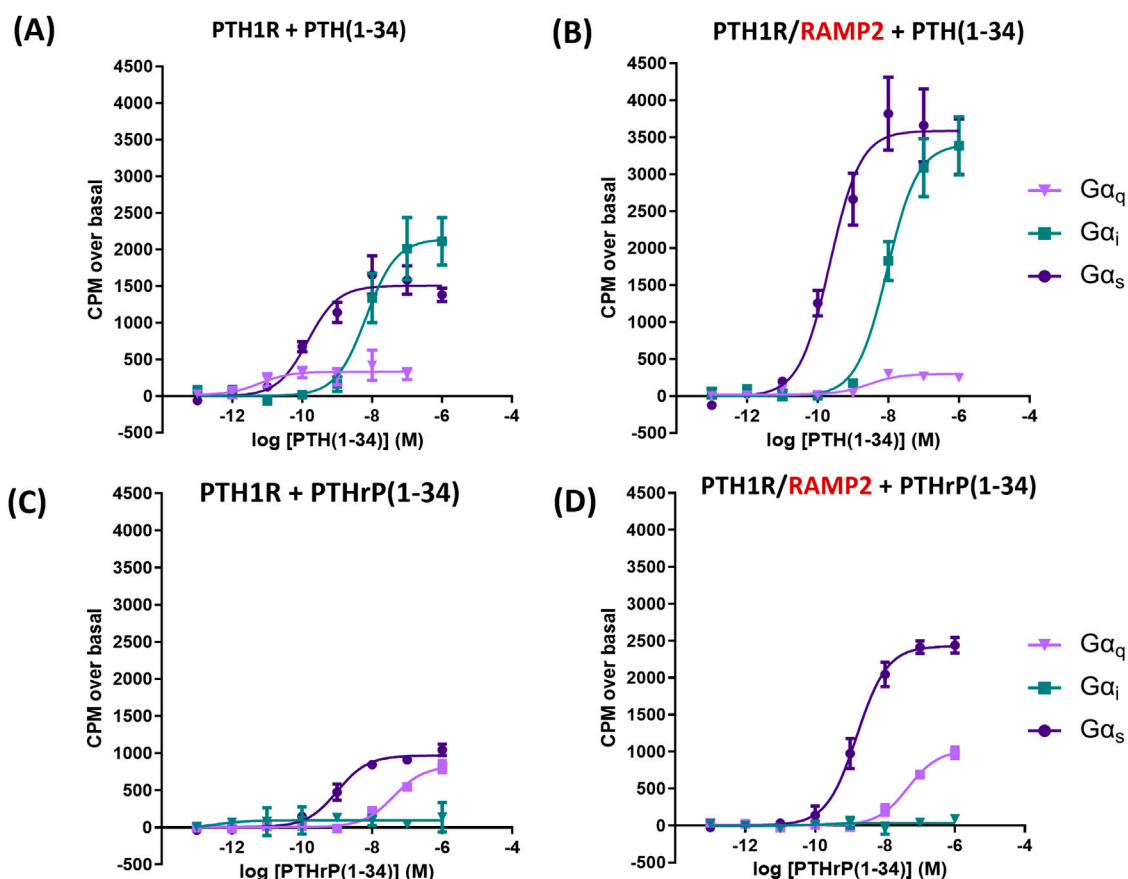 (A)
PTH1R + PTH(1-34)
4500
4000
3500
3000
2500
2000
1500
1000
500
0
-500
CPM over basal
-12
-10
-8
-6
-4
log [PTH(1-34)] (M)
(B)
PTH1R/RAMP2 + PTH(1-34)
4500
4000
3500
3000
2500
2000
1500
1000
500
0
-500
CPM over basal
-12
-10
-8
-6
-4
log [PTH(1-34)] (M)
Gαq
Gαi
Gαs
(C)
PTH1R + PTHrP(1-34)
4500
4000
3500
3000
2500
2000
1500
1000
500
0
-500
CPM over basal
-12
-10
-8
-6
-4
log [PTHrP(1-34)] (M)
(D)
PTH1R/RAMP2 + PTHrP(1-34)
4500
4000
3500
3000
2500
2000
1500
1000
500
0
-500
CPM over basal
-12
-10
-8
-6
-4
log [PTHrP(1-34)] (M)
Gαq
Gαi
Gαs